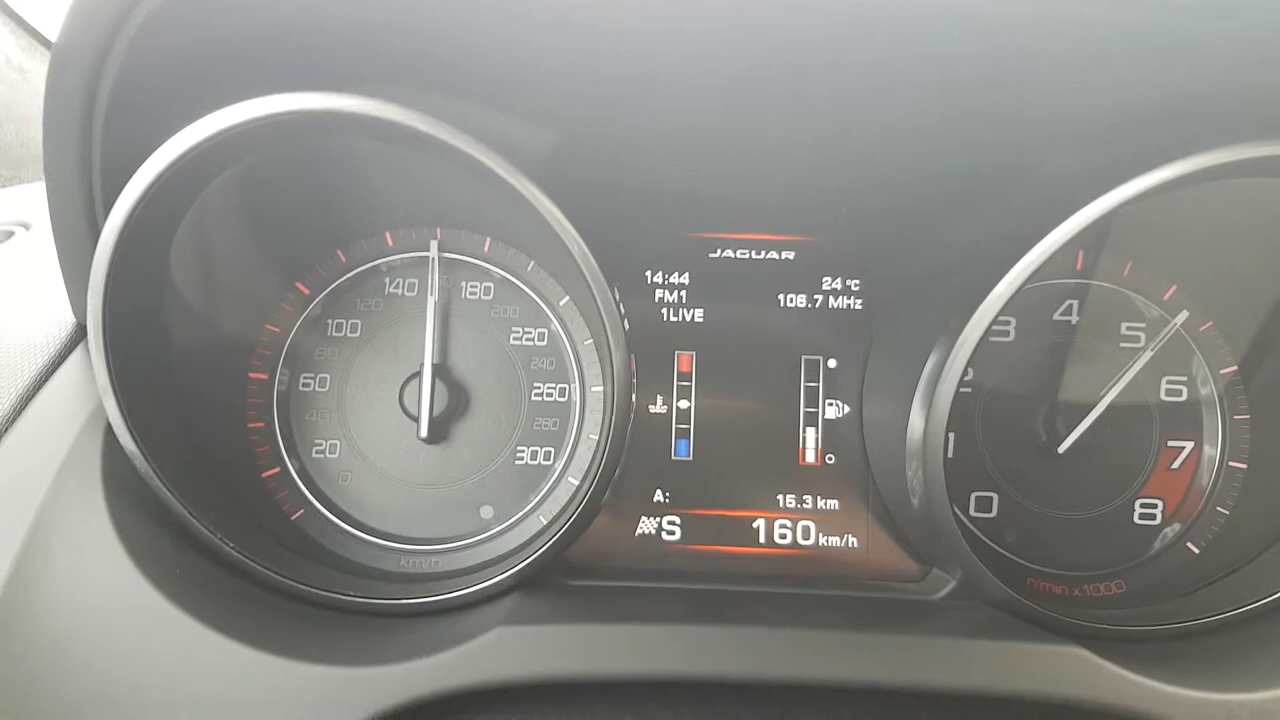 JAGUAR
14:44
24 °C
FM1
106.7 MHz
1LIVE
A:
15.3 km
S
160 km/h
0
20
40
60
80
100
120
140
160
180
200
220
240
260
280
300
km/h
0
1
2
3
4
5
6
7
8
r/min x1000